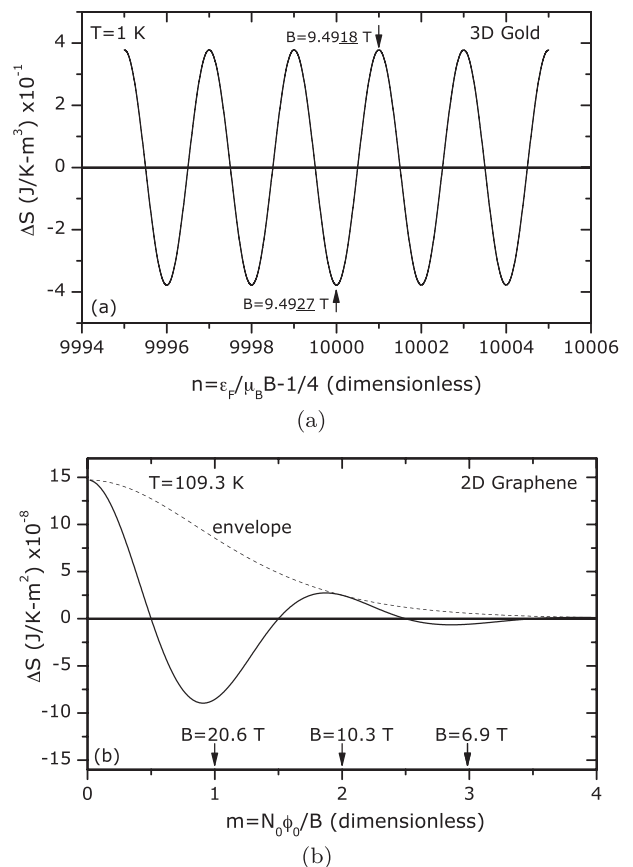 T=1 K
B=9.4918 T
3D Gold
4
2
0
-2
-4
ΔS (J/K-m³) x10⁻¹
B=9.4927 T
(a)
9994 9996 9998 10000 10002 10004 10006
n=ε_F/μ_BB-1/4 (dimensionless)
(a)
15
10
5
0
-5
-10
-15
ΔS (J/K-m²) x10⁻⁸
T=109.3 K
2D Graphene
envelope
B=20.6 T B=10.3 T B=6.9 T
(b)
0 1 2 3 4
m=N₀ϕ₀/B (dimensionless)
(b)